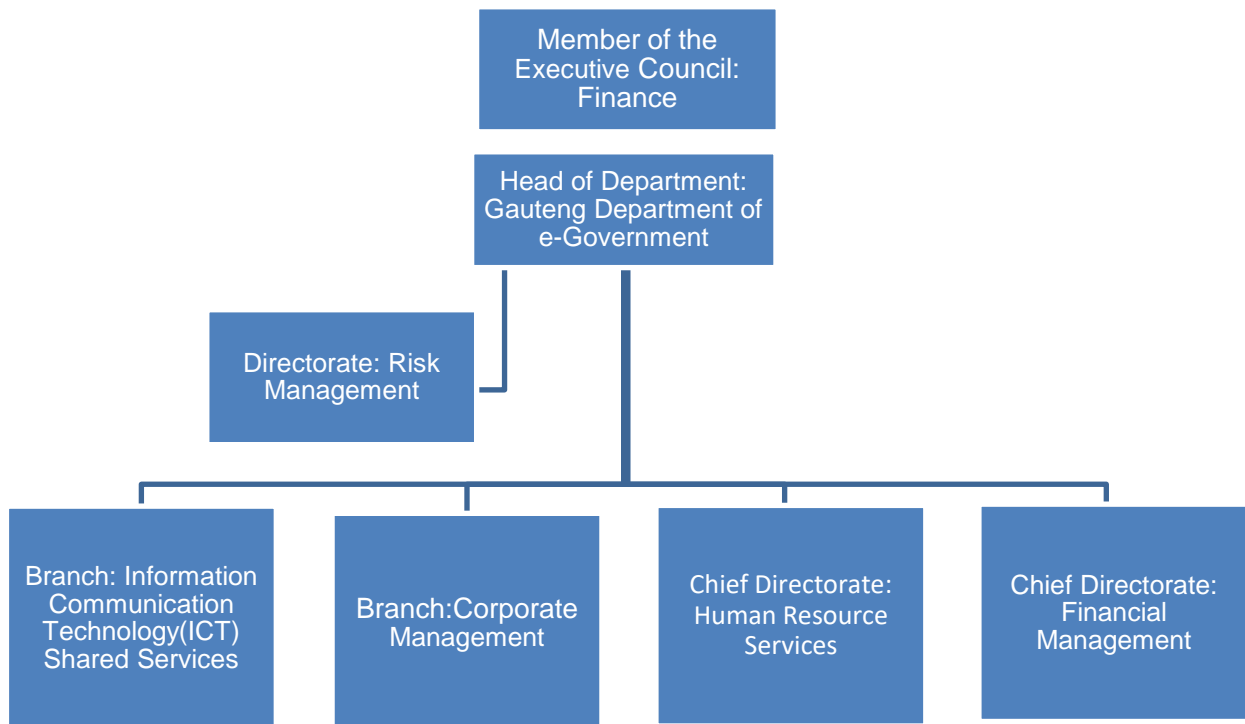 Member of the
Executive Council:
Finance
Head of Department:
Gauteng Department of
e-Government
Directorate: Risk
Management
Branch: Information
Communication
Technology(ICT)
Shared Services
Branch:Corporate
Management
Chief Directorate:
Human Resource
Services
Chief Directorate:
Financial
Management